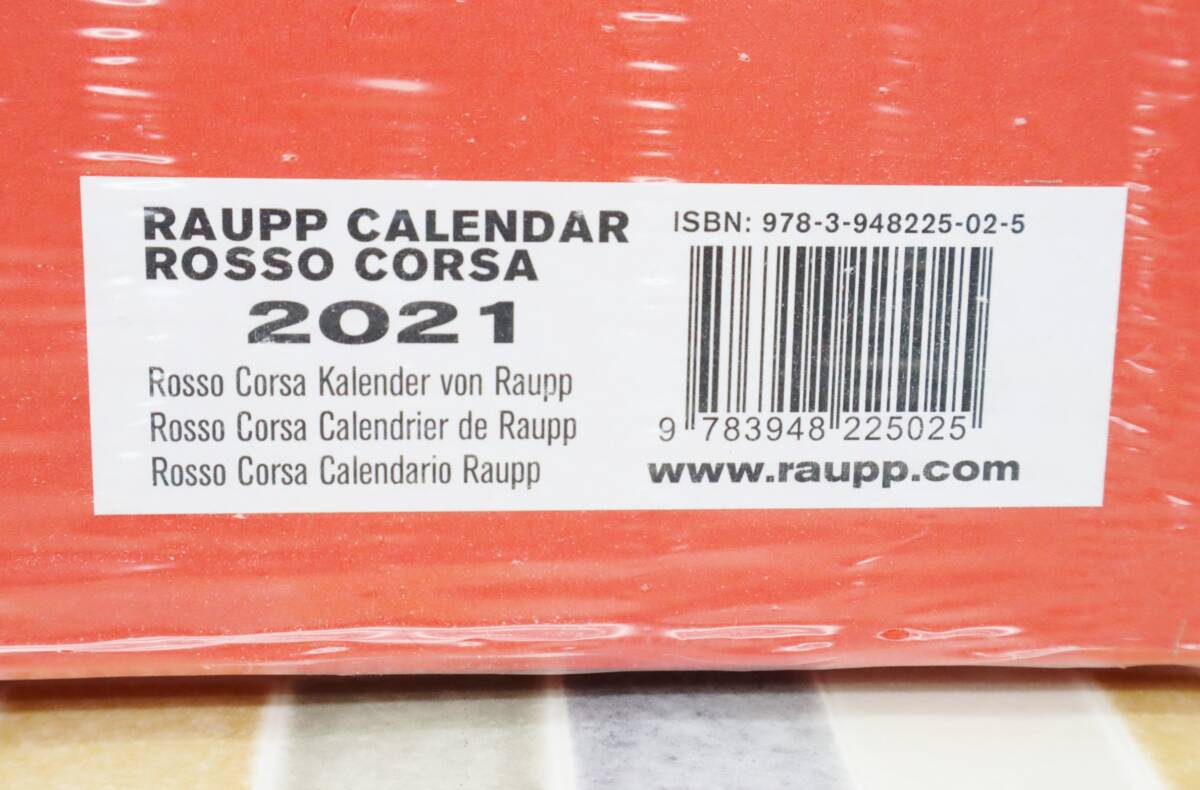 RAUPP CALENDAR
ROSSO CORSA
2021
Rosso Corsa Kalender von Raupp
Rosso Corsa Calendrier de Raupp
Rosso Corsa Calendario Raupp
ISBN: 978-3-948225-02-5
9 783948 225025
www.raupp.com